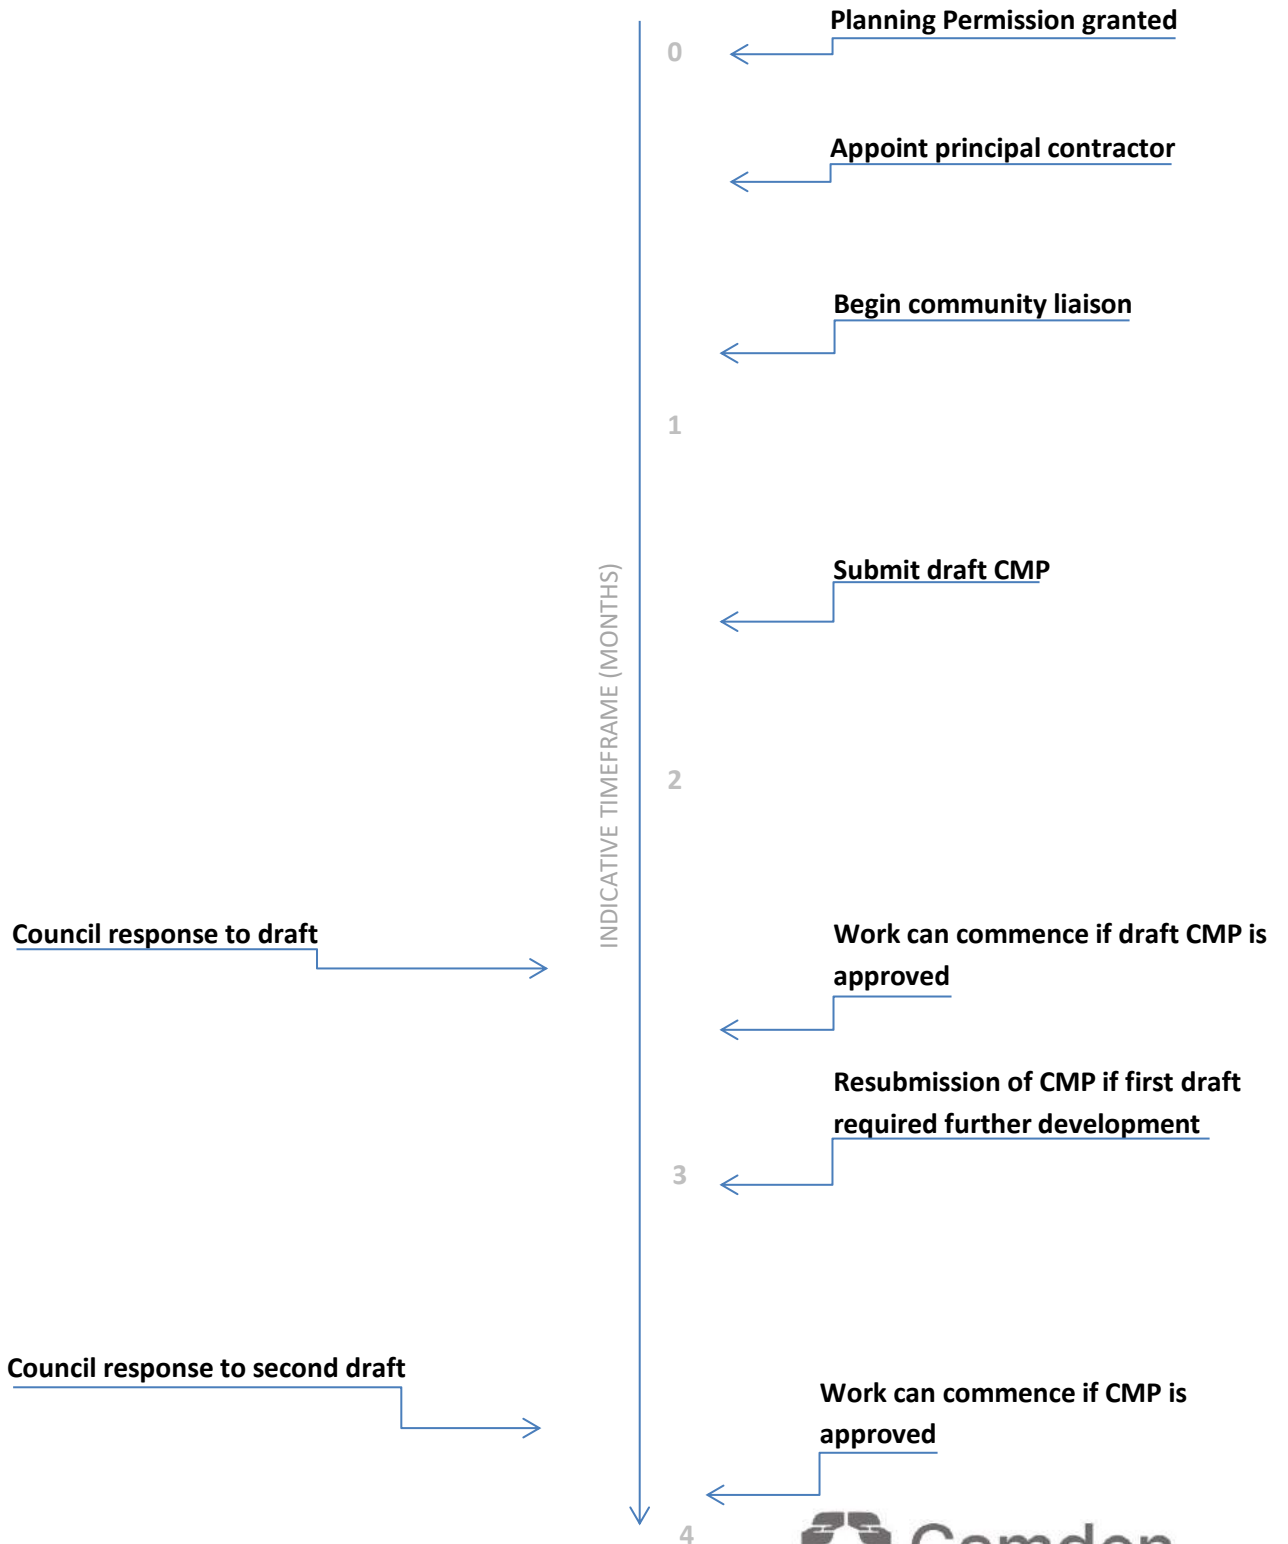 Planning Permission granted
0
Appoint principal contractor
Begin community liaison
1
Submit draft CMP
INDICATIVE TIMEFRAME (MONTHS)
2
Council response to draft
Work can commence if draft CMP is
approved
Resubmission of CMP if first draft
required further development
3
Council response to second draft
Work can commence if CMP is
approved
4
Camden